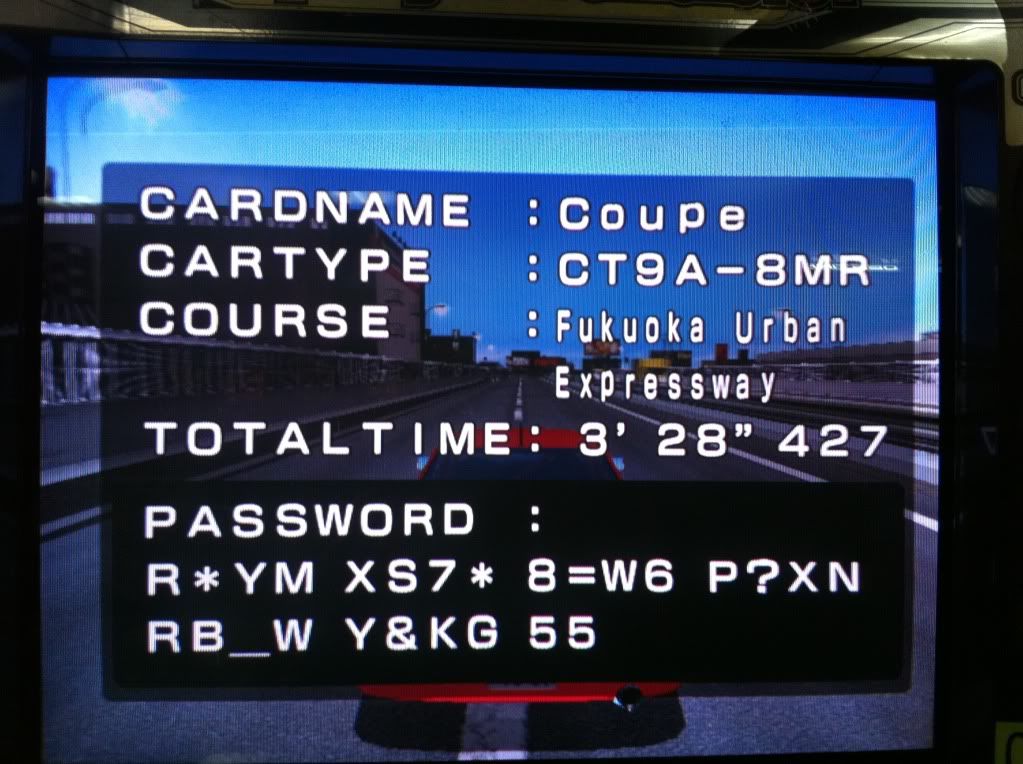 CARDNAME : Coupe
CARTYPE : CT9A-8MR
COURSE : Fukuoka Urban
Expressway
TOTALTIME: 3' 28" 427
PASSWORD :
R*YM XS7* 8=W6 P?XN
RB_W Y&KG 55